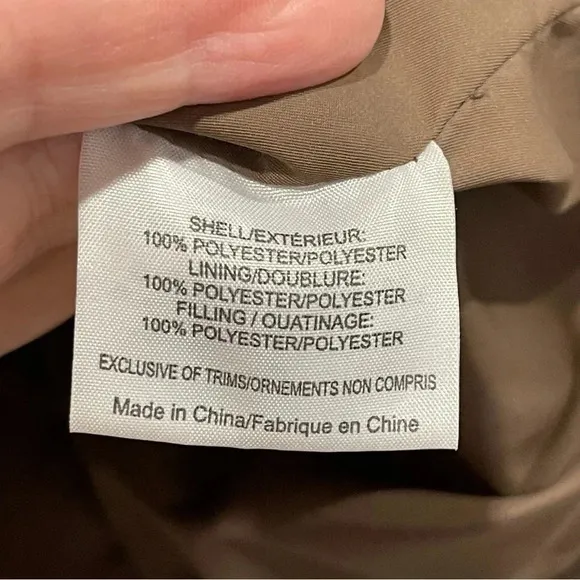 SHELL/EXTÉRIEUR:
100% POLYESTER/POLYESTER
LINING/DOUBLURE:
100% POLYESTER/POLYESTER
FILLING / OUATINAGE:
100% POLYESTER/POLYESTER
EXCLUSIVE OF TRIMS/ORNEMENTS NON COMPRIS
Made in China/Fabrique en Chine